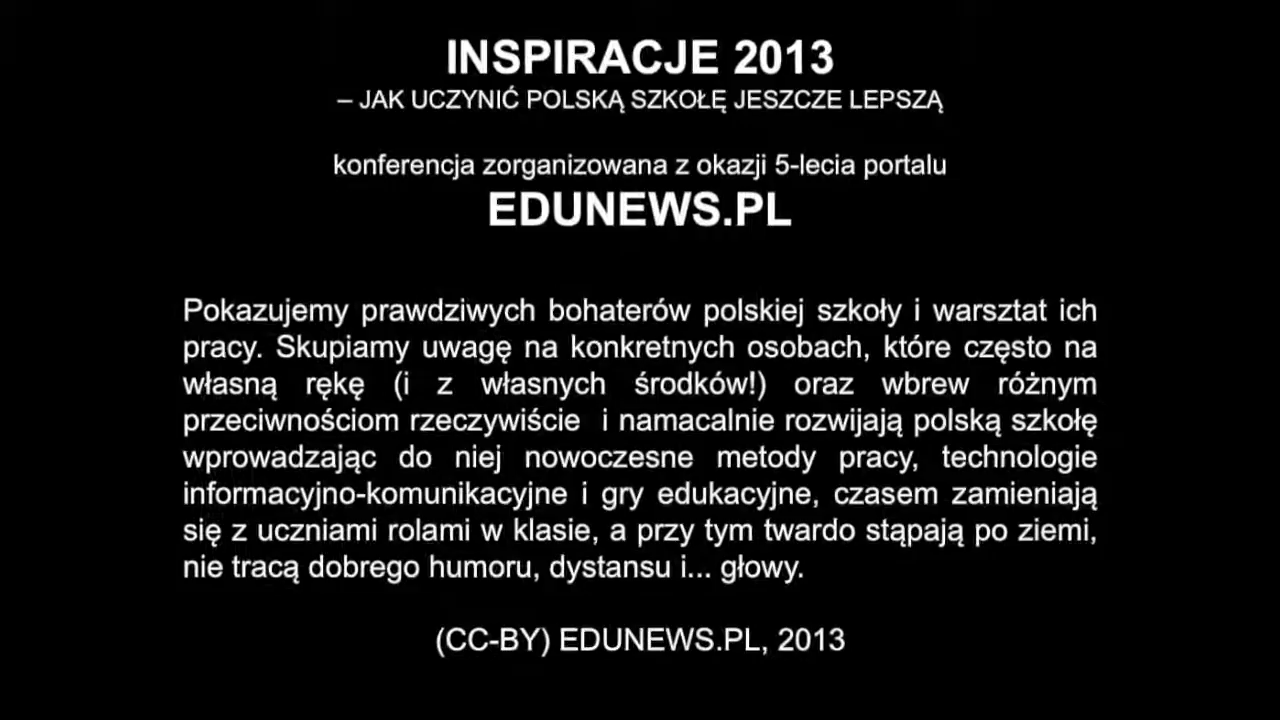 INSPIRACJE 2013
– JAK UCZYNIĆ POLSKĄ SZKOŁĘ JESZCZE LEPSZĄ
konferencja zorganizowana z okazji 5-lecia portalu
EDUNEWS.PL
Pokazujemy prawdziwych bohaterów polskiej szkoły i warsztat ich
pracy. Skupiamy uwagę na konkretnych osobach, które często na
własną rękę (i z własnych środków!) oraz wbrew różnym
przeciwnościom rzeczywiście i namacalnie rozwijają polską szkołę
wprowadzając do niej nowoczesne metody pracy, technologie
informacyjno-komunikacyjne i gry edukacyjne, czasem zamieniają
się z uczniami rolami w klasie, a przy tym twardo stąpają po ziemi,
nie tracą dobrego humoru, dystansu i... głowy.
(CC-BY) EDUNEWS.PL, 2013